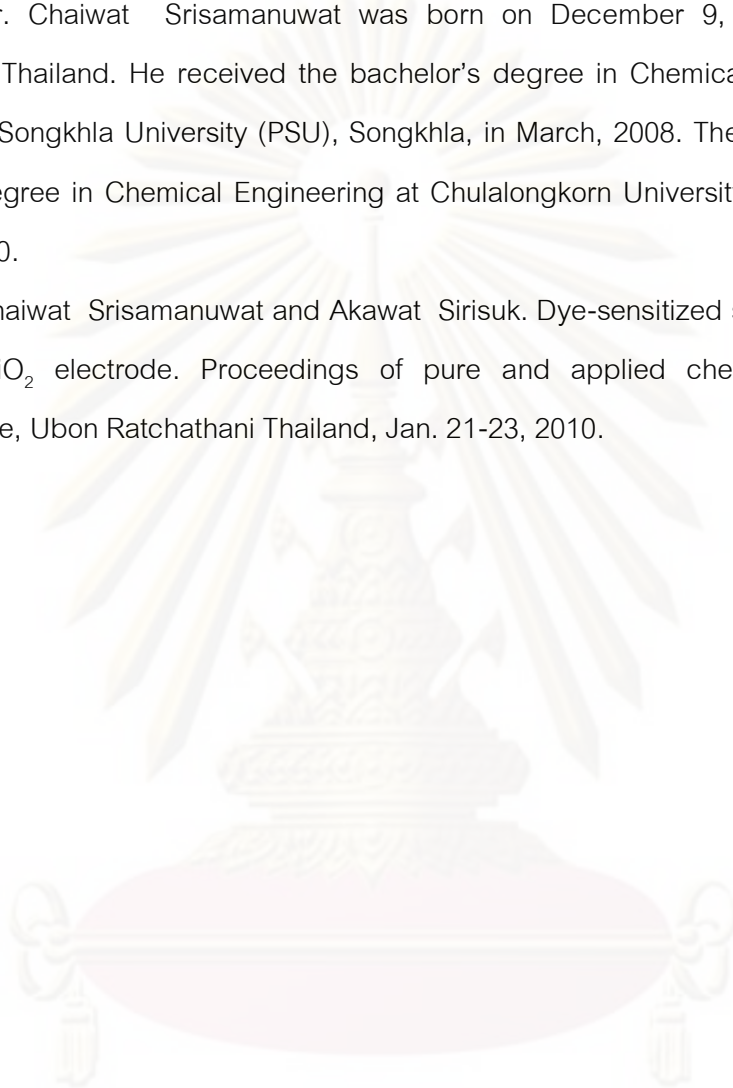 r. Chaiwat Srisamanuwat was born on December 9,
Thailand. He received the bachelor's degree in Chemica
Songkhla University (PSU), Songkhla, in March, 2008. The
egree in Chemical Engineering at Chulalongkorn Universit
0.
haiwat Srisamanuwat and Akawat Sirisuk. Dye-sensitized
iO₂ electrode. Proceedings of pure and applied che
e, Ubon Ratchathani Thailand, Jan. 21-23, 2010.